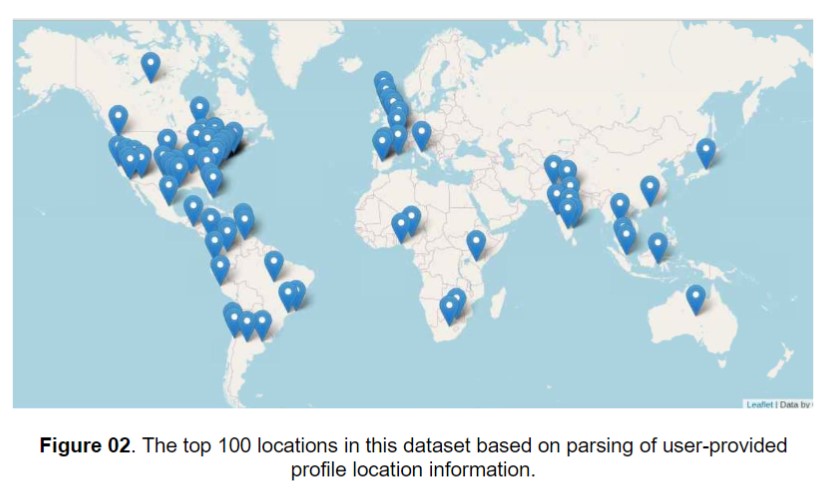 Leaflet | Data by
Figure 02. The top 100 locations in this dataset based on parsing of user-provided
profile location information.